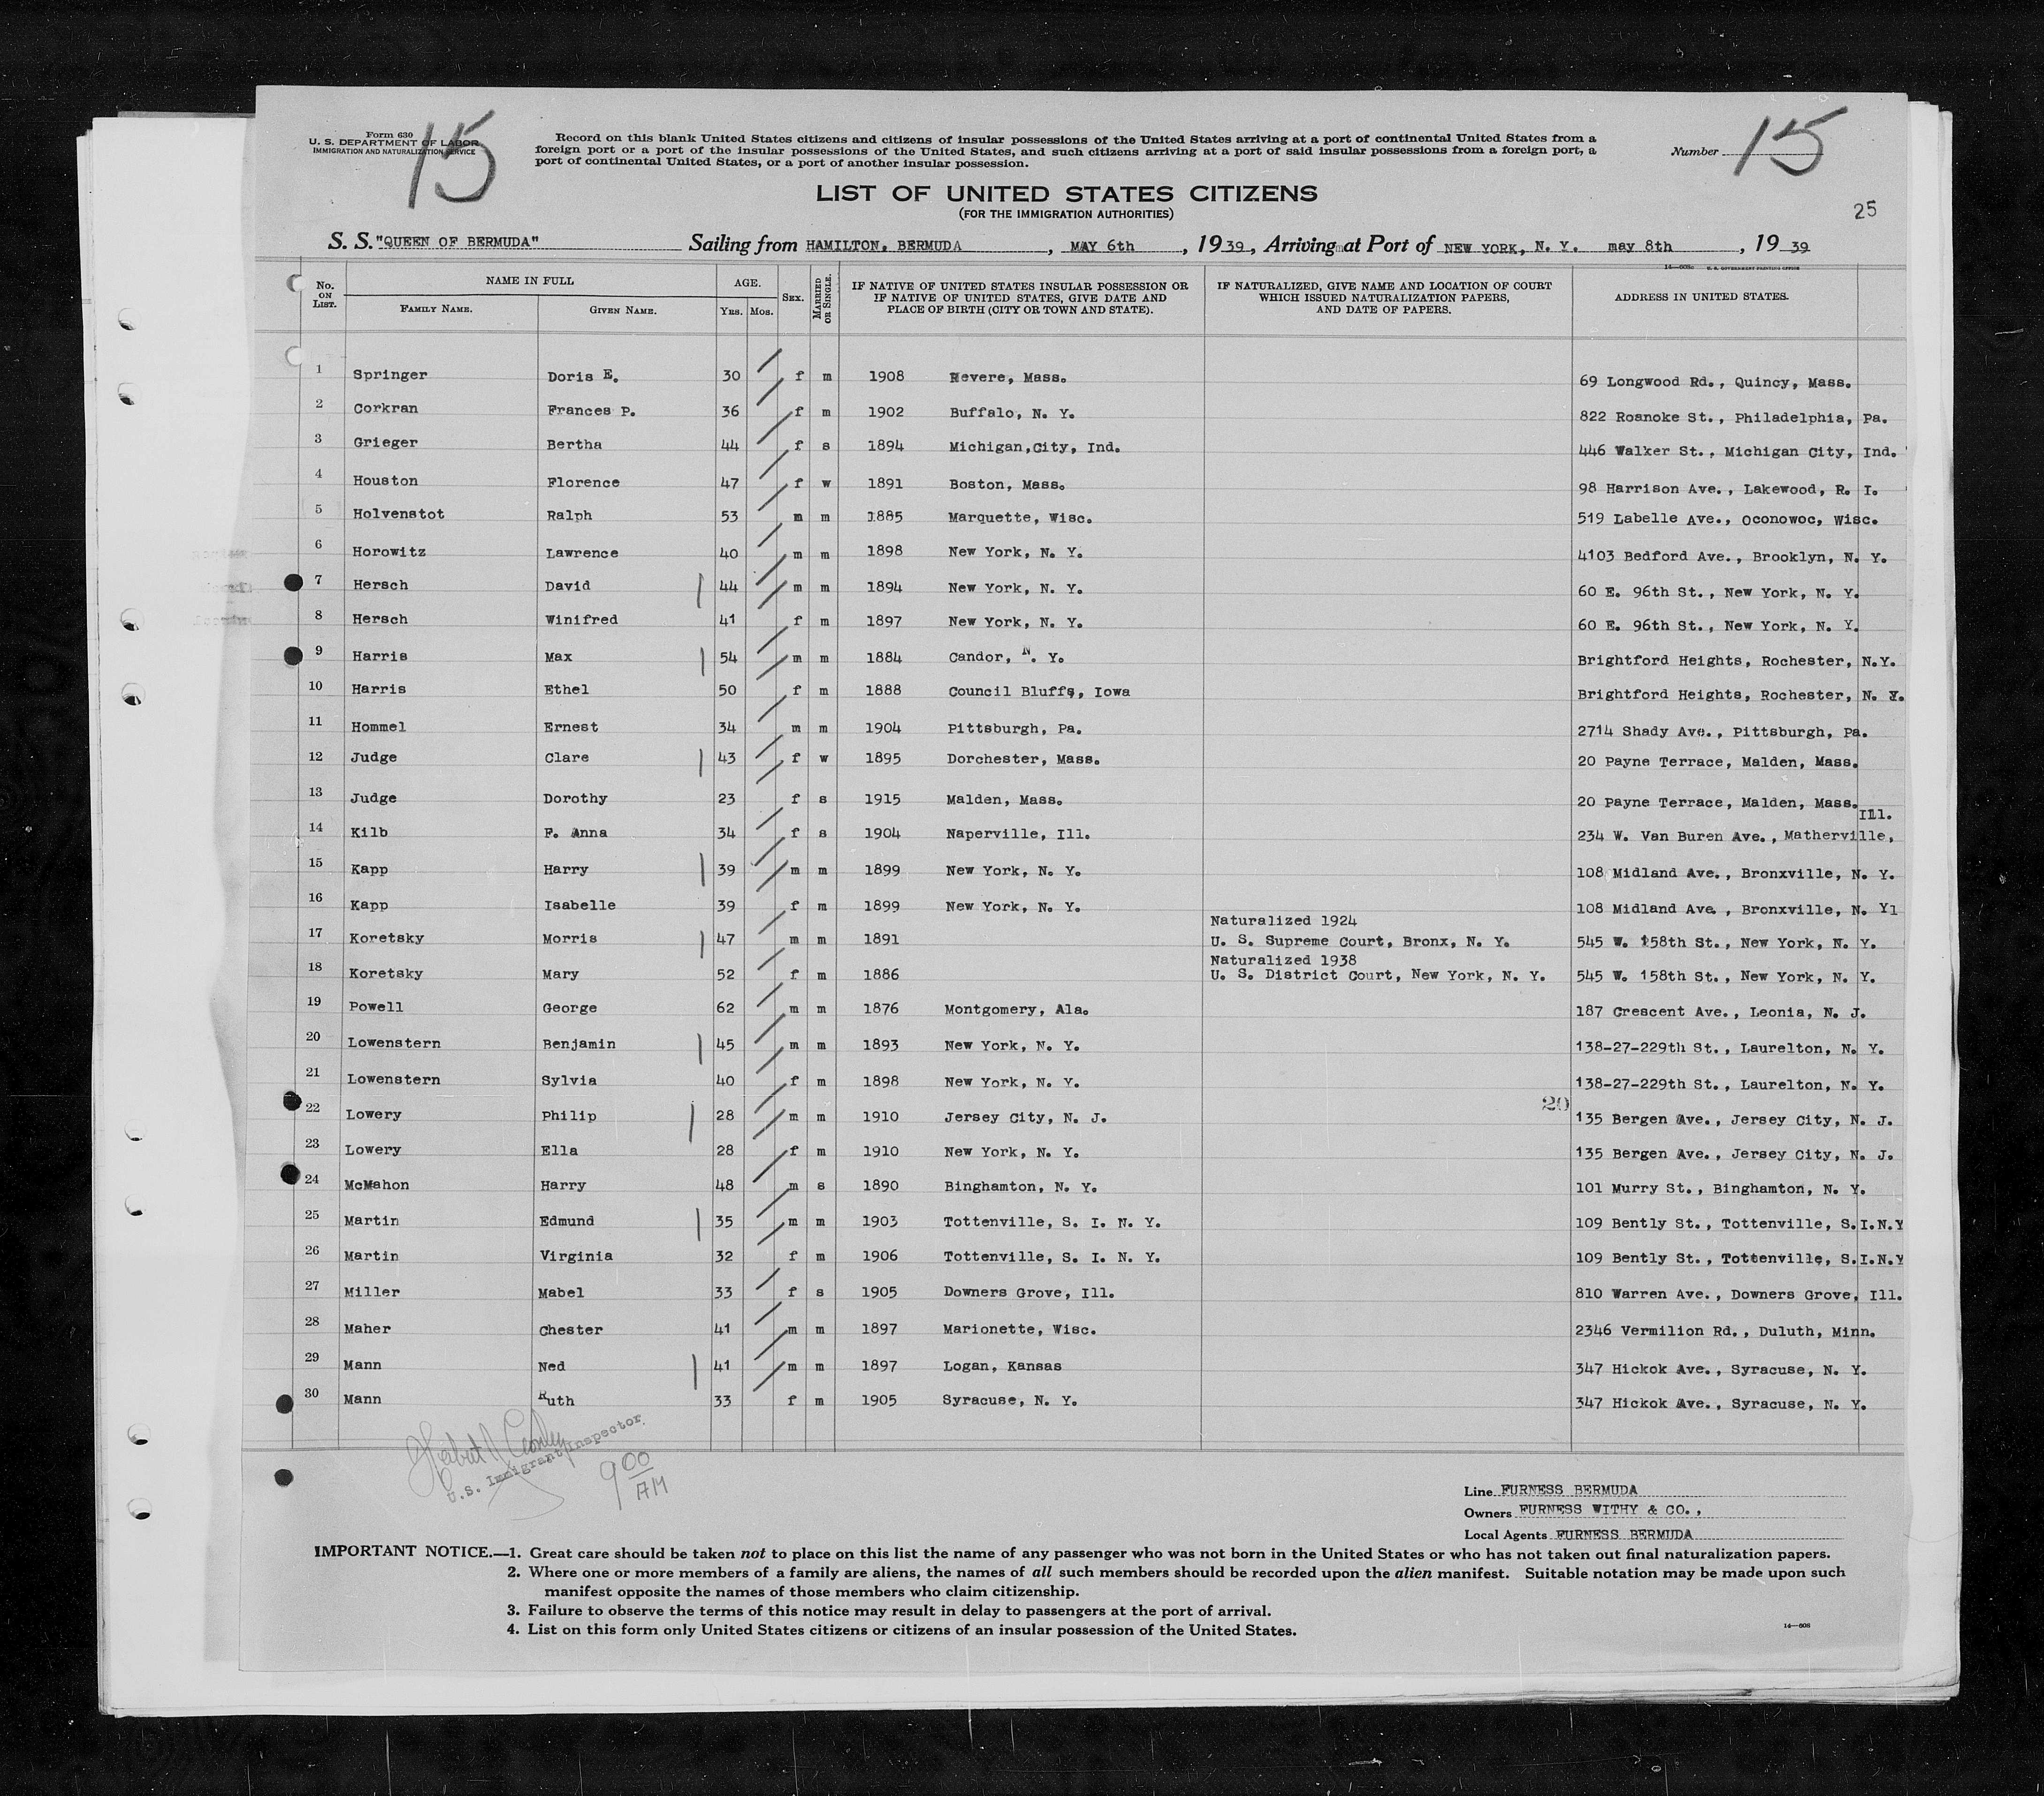 Form 630
U. S. DEPARTMENT OF LABOR
IMMIGRATION AND NATURALIZATION SERVICE
15
Record on this blank United States citizens and citizens of insular possessions of the United States arriving at a port of continental United States from a
foreign port or a port of the insular possessions of the United States, and such citizens arriving at a port of said insular possessions from a foreign port, a
port of continental United States, or a port of another insular possession.
Number 15
LIST OF UNITED STATES CITIZENS
(FOR THE IMMIGRATION AUTHORITIES)
25
S. S. "QUEEN OF BERMUDA" Sailing from HAMILTON, BERMUDA, MAY 6th, 1939, Arriving at Port of NEW YORK, N. Y. may 8th, 1939
14—608c U. S. GOVERNMENT PRINTING OFFICE
No. ON LIST. NAME IN FULL FAMILY NAME. GIVEN NAME. AGE. YRS. MOS. SEX. MARRIED OR SINGLE. IF NATIVE OF UNITED STATES INSULAR POSSESSION OR IF NATIVE OF UNITED STATES, GIVE DATE AND PLACE OF BIRTH (CITY OR TOWN AND STATE). IF NATURALIZED, GIVE NAME AND LOCATION OF COURT WHICH ISSUED NATURALIZATION PAPERS, AND DATE OF PAPERS. ADDRESS IN UNITED STATES.
1 Springer Doris E. 30 f m 1908 Revere, Mass. 69 Longwood Rd., Quincy, Mass.
2 Corkran Frances P. 36 f m 1902 Buffalo, N. Y. 822 Roanoke St., Philadelphia, Pa.
3 Grieger Bertha 44 f s 1894 Michigan,City, Ind. 446 Walker St., Michigan City, Ind.
4 Houston Florence 47 f w 1891 Boston, Mass. 98 Harrison Ave., Lakewood, R. I.
5 Holvenstot Ralph 53 m m 1885 Marquette, Wisc. 519 Labelle Ave., Oconowoc, Wisc.
6 Horowitz Lawrence 40 m m 1898 New York, N. Y. 4103 Bedford Ave., Brooklyn, N. Y.
7 Hersch David 44 m m 1894 New York, N. Y. 60 E. 96th St., New York, N. Y.
8 Hersch Winifred 41 f m 1897 New York, N. Y. 60 E. 96th St., New York, N. Y.
9 Harris Max 54 m m 1884 Candor, N. Y. Brightford Heights, Rochester, N.Y.
10 Harris Ethel 50 f m 1888 Council Bluffs, Iowa Brightford Heights, Rochester, N. Y.
11 Hommel Ernest 34 m m 1904 Pittsburgh, Pa. 2714 Shady Ave., Pittsburgh, Pa.
12 Judge Clare 43 f w 1895 Dorchester, Mass. 20 Payne Terrace, Malden, Mass.
13 Judge Dorothy 23 f s 1915 Malden, Mass. 20 Payne Terrace, Malden, Mass.
14 Kilb F. Anna 34 f s 1904 Naperville, Ill. 234 W. Van Buren Ave., Matherville, Ill.
15 Kapp Harry 39 m m 1899 New York, N. Y. 108 Midland Ave., Bronxville, N. Y.
16 Kapp Isabelle 39 f m 1899 New York, N. Y. 108 Midland Ave., Bronxville, N. Y1
17 Koretsky Morris 47 m m 1891 Naturalized 1924 U. S. Supreme Court, Bronx, N. Y. 545 W. 158th St., New York, N. Y.
18 Koretsky Mary 52 f m 1886 Naturalized 1938 U. S. District Court, New York, N. Y. 545 W. 158th St., New York, N. Y.
19 Powell George 62 m m 1876 Montgomery, Ala. 187 Crescent Ave., Leonia, N. J.
20 Lowenstern Benjamin 45 m m 1893 New York, N. Y. 138-27-229th St., Laurelton, N. Y.
21 Lowenstern Sylvia 40 f m 1898 New York, N. Y. 138-27-229th St., Laurelton, N. Y.
22 Lowery Philip 28 m m 1910 Jersey City, N. J. 20 135 Bergen Ave., Jersey City, N. J.
23 Lowery Ella 28 f m 1910 New York, N. Y. 135 Bergen Ave., Jersey City, N. J.
24 McMahon Harry 48 m s 1890 Binghamton, N. Y. 101 Murry St., Binghamton, N. Y.
25 Martin Edmund 35 m m 1903 Tottenville, S. I. N. Y. 109 Bently St., Tottenville, S.I.N.Y
26 Martin Virginia 32 f m 1906 Tottenville, S. I. N. Y. 109 Bently St., Tottenville, S.I.N.Y
27 Miller Mabel 33 f s 1905 Downers Grove, Ill. 810 Warren Ave., Downers Grove, Ill.
28 Maher Chester 41 m m 1897 Marionette, Wisc. 2346 Vermilion Rd., Duluth, Minn.
29 Mann Ned 41 m m 1897 Logan, Kansas 347 Hickok Ave., Syracuse, N. Y.
30 Mann Ruth 33 f m 1905 Syracuse, N. Y. 347 Hickok Ave., Syracuse, N. Y.
U.S. Immigrant Inspector.
9 00 AM
Line FURNESS BERMUDA
Owners FURNESS WITHY & CO.,
Local Agents FURNESS BERMUDA
IMPORTANT NOTICE.—1. Great care should be taken not to place on this list the name of any passenger who was not born in the United States or who has not taken out final naturalization papers.
2. Where one or more members of a family are aliens, the names of all such members should be recorded upon the alien manifest. Suitable notation may be made upon such
manifest opposite the names of those members who claim citizenship.
3. Failure to observe the terms of this notice may result in delay to passengers at the port of arrival.
4. List on this form only United States citizens or citizens of an insular possession of the United States.
14—608